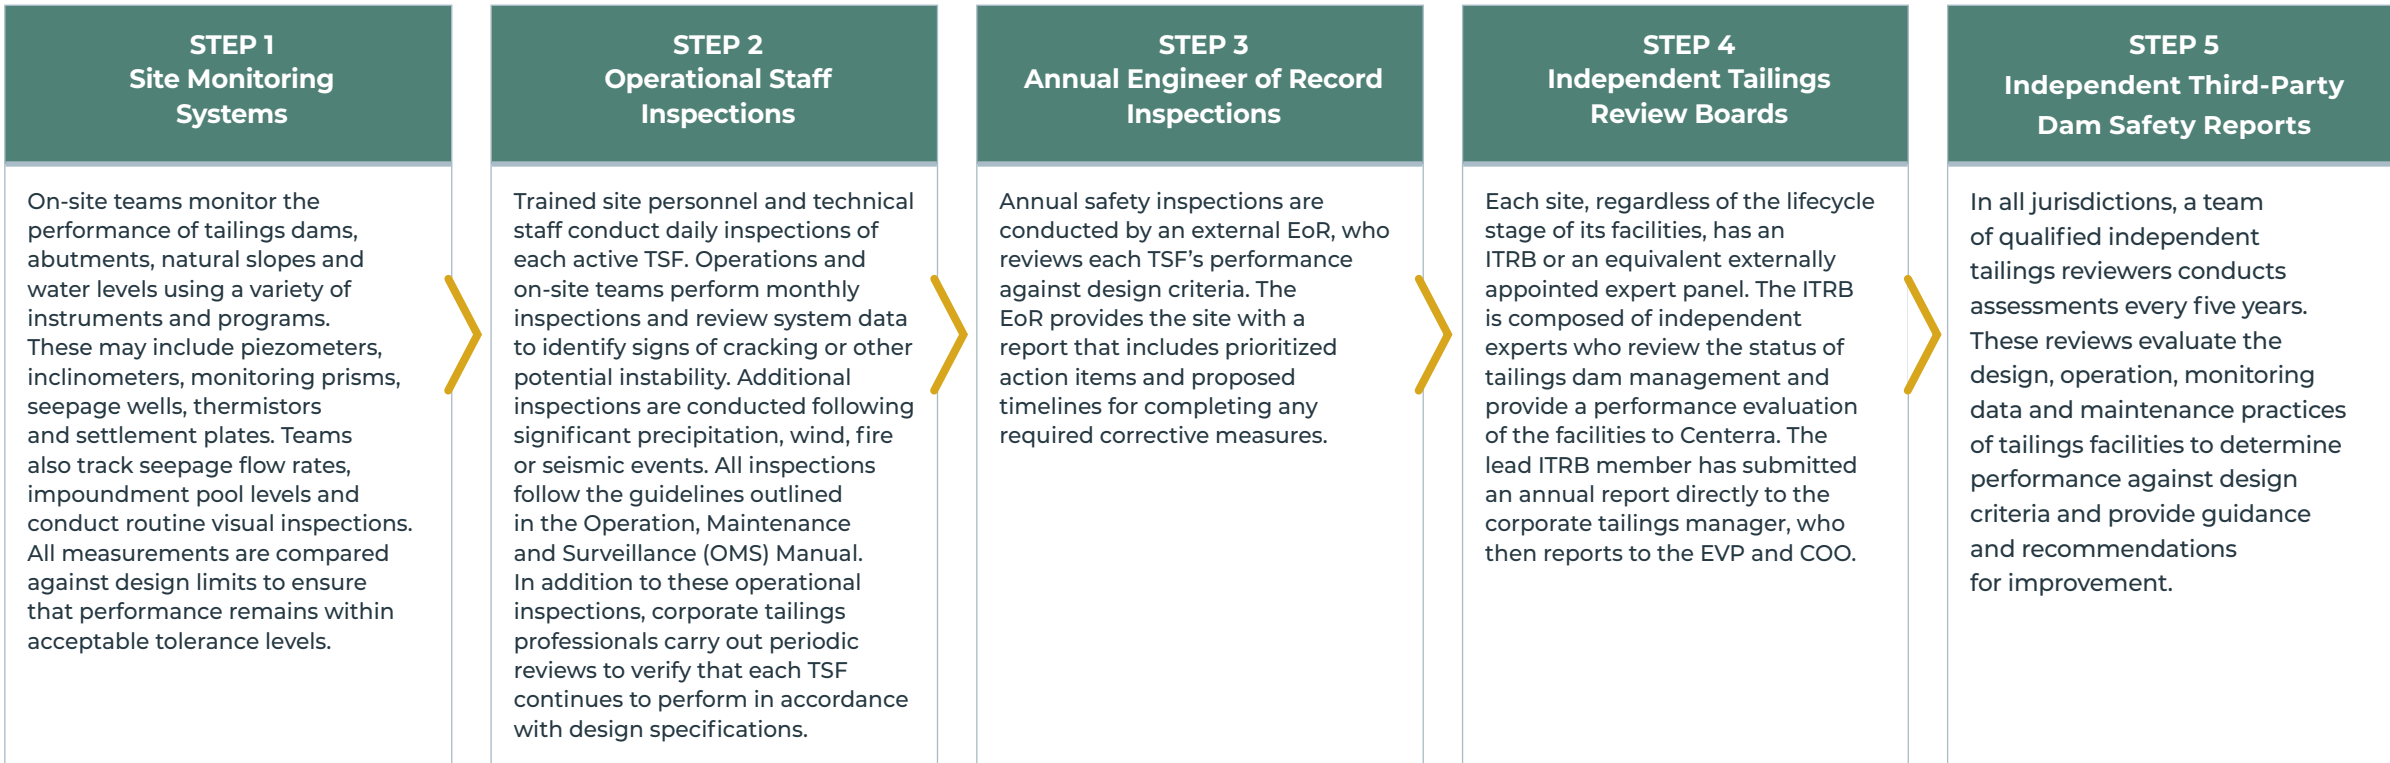 STEP 1
Site Monitoring
Systems
On-site teams monitor the
performance of tailings dams,
abutments, natural slopes and
water levels using a variety of
instruments and programs.
These may include piezometers,
inclinometers, monitoring prisms,
seepage wells, thermistors
and settlement plates. Teams
also track seepage flow rates,
impoundment pool levels and
conduct routine visual inspections.
All measurements are compared
against design limits to ensure
that performance remains within
acceptable tolerance levels.
STEP 2
Operational Staff
Inspections
Trained site personnel and technical
staff conduct daily inspections of
each active TSF. Operations and
on-site teams perform monthly
inspections and review system data
to identify signs of cracking or other
potential instability. Additional
inspections are conducted following
significant precipitation, wind, fire
or seismic events. All inspections
follow the guidelines outlined
in the Operation, Maintenance
and Surveillance (OMS) Manual.
In addition to these operational
inspections, corporate tailings
professionals carry out periodic
reviews to verify that each TSF
continues to perform in accordance
with design specifications.
STEP 3
Annual Engineer of Record
Inspections
Annual safety inspections are
conducted by an external EoR, who
reviews each TSF’s performance
against design criteria. The
EoR provides the site with a
report that includes prioritized
action items and proposed
timelines for completing any
required corrective measures.
STEP 4
Independent Tailings
Review Boards
Each site, regardless of the lifecycle
stage of its facilities, has an
ITRB or an equivalent externally
appointed expert panel. The ITRB
is composed of independent
experts who review the status of
tailings dam management and
provide a performance evaluation
of the facilities to Centerra. The
lead ITRB member has submitted
an annual report directly to the
corporate tailings manager, who
then reports to the EVP and COO.
STEP 5
Independent Third-Party
Dam Safety Reports
In all jurisdictions, a team
of qualified independent
tailings reviewers conducts
assessments every five years.
These reviews evaluate the
design, operation, monitoring
data and maintenance practices
of tailings facilities to determine
performance against design
criteria and provide guidance
and recommendations
for improvement.